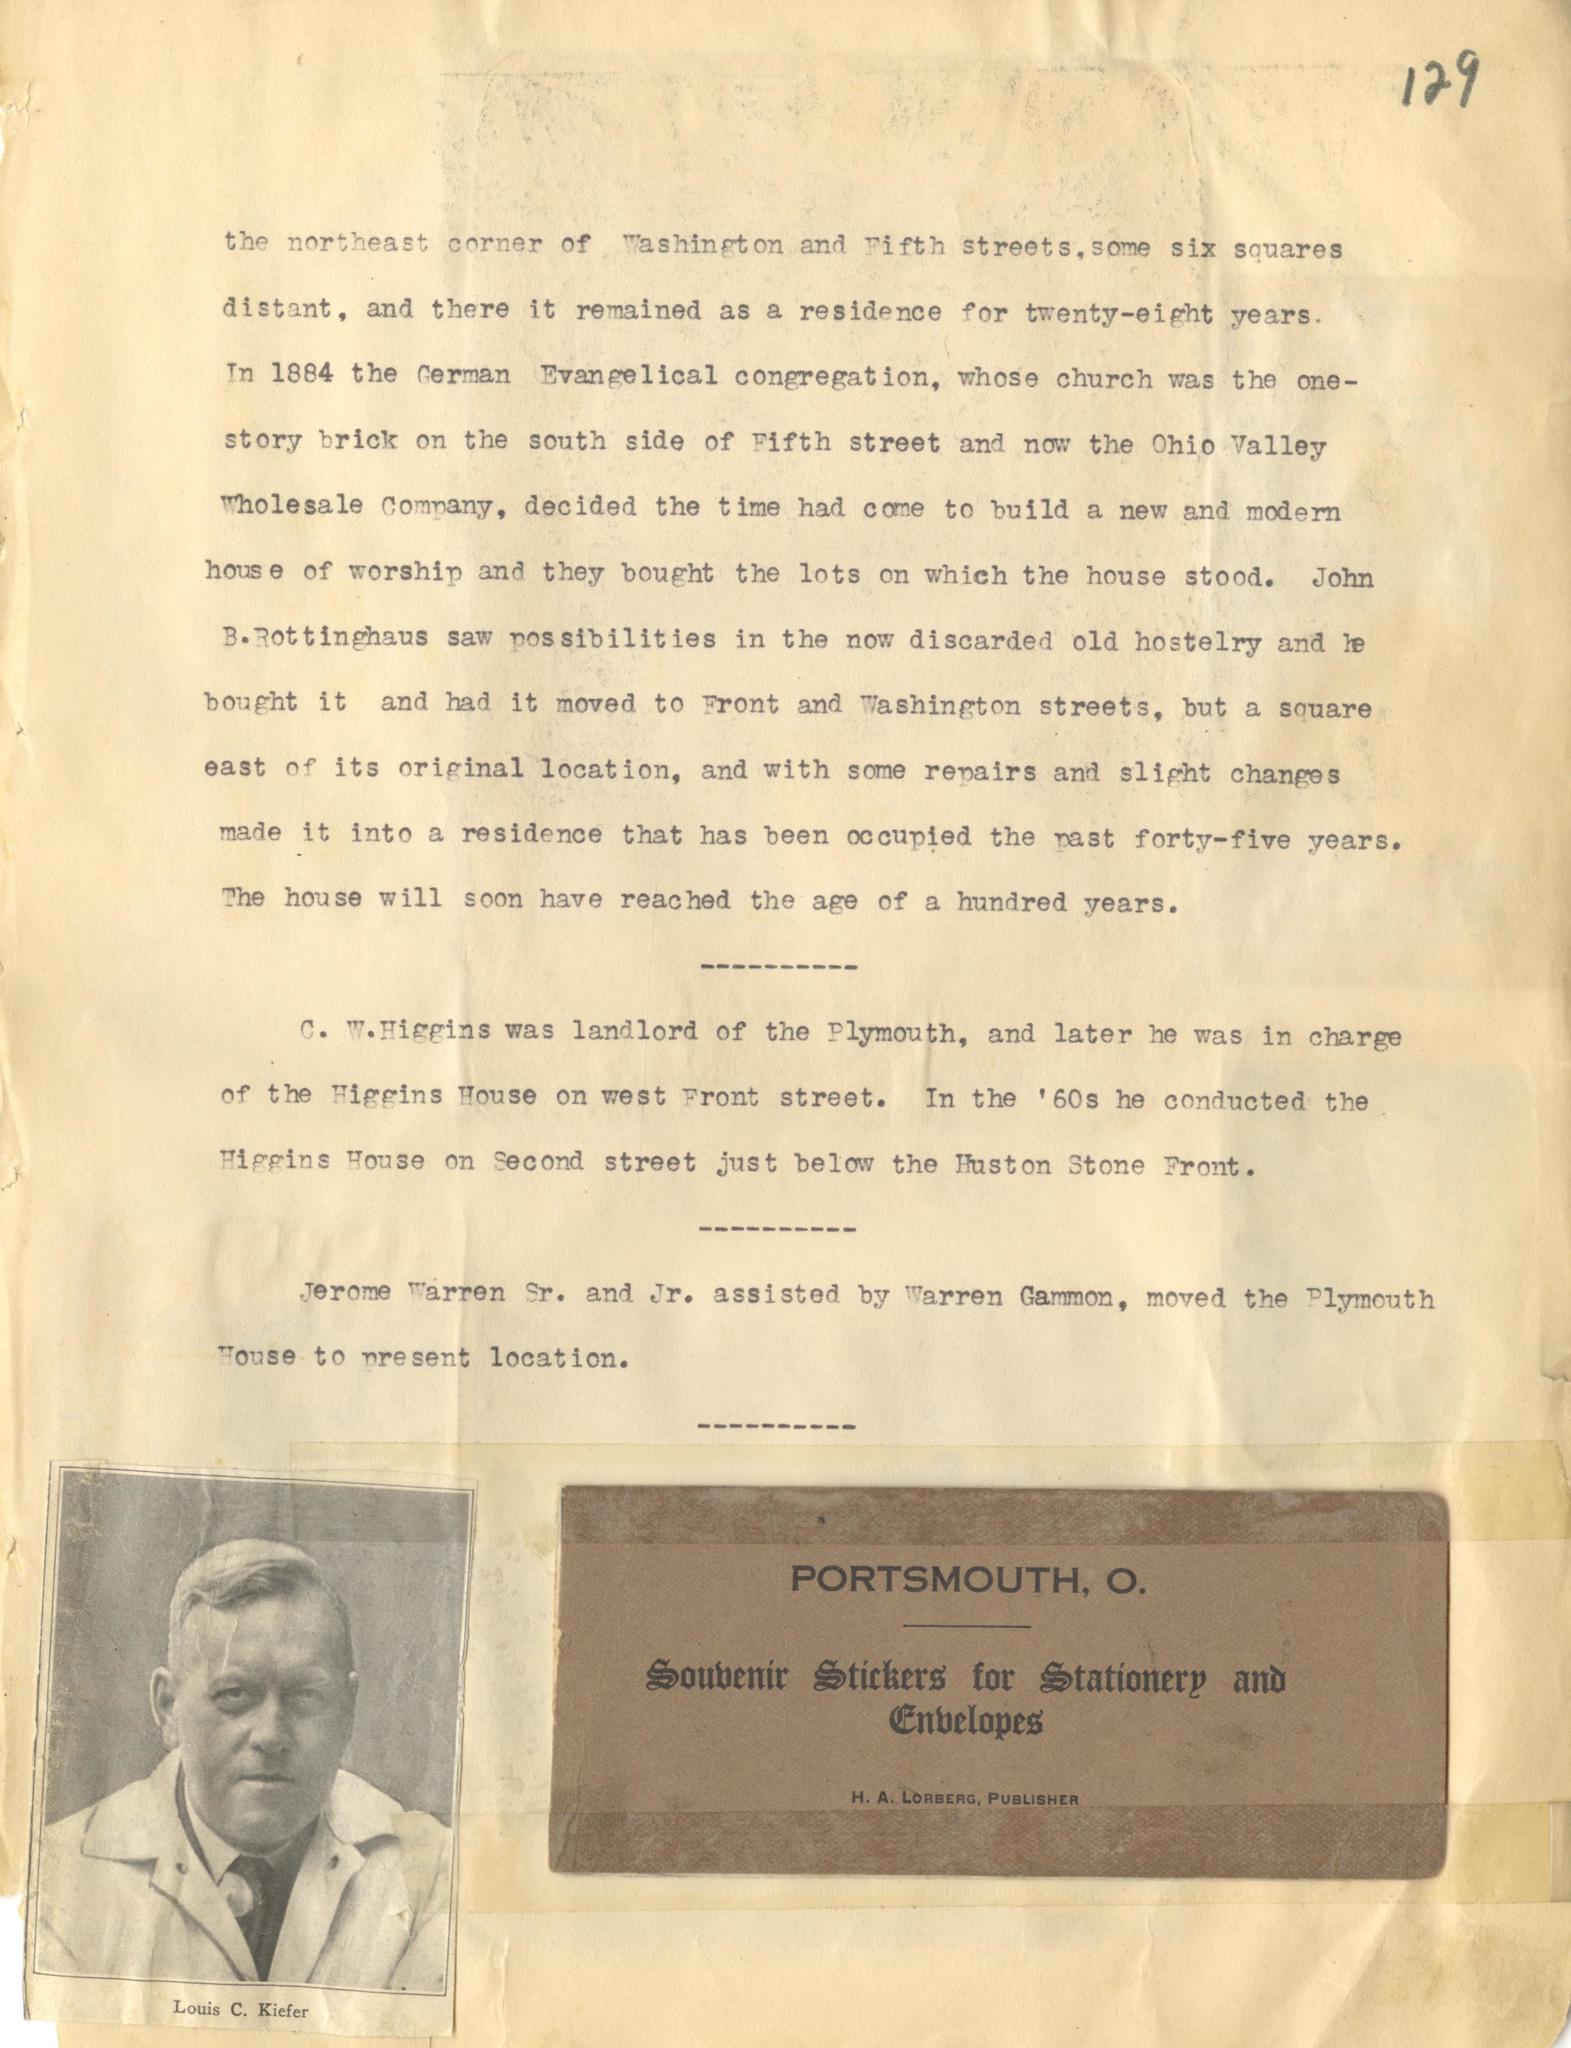 129
the northeast corner of Washington and Fifth streets,some six squares
distant, and there it remained as a residence for twenty-eight years.
In 1884 the German Evangelical congregation, whose church was the one-
story brick on the south side of Fifth street and now the Ohio Valley
Wholesale Company, decided the time had come to build a new and modern
house of worship and they bought the lots on which the house stood. John
B.Rottinghaus saw possibilities in the now discarded old hostelry and he
bought it and had it moved to Front and Washington streets, but a square
east of its original location, and with some repairs and slight changes
made it into a residence that has been occupied the past forty-five years.
The house will soon have reached the age of a hundred years.
----------
C. W.Higgins was landlord of the Plymouth, and later he was in charge
of the Higgins House on west Front street. In the '60s he conducted the
Higgins House on Second street just below the Huston Stone Front.
----------
Jerome Warren Sr. and Jr. assisted by Warren Gammon, moved the Plymouth
House to present location.
----------
Louis C. Kiefer
PORTSMOUTH, O.
Souvenir Stickers for Stationery and
Envelopes
H. A. LORBERG, PUBLISHER